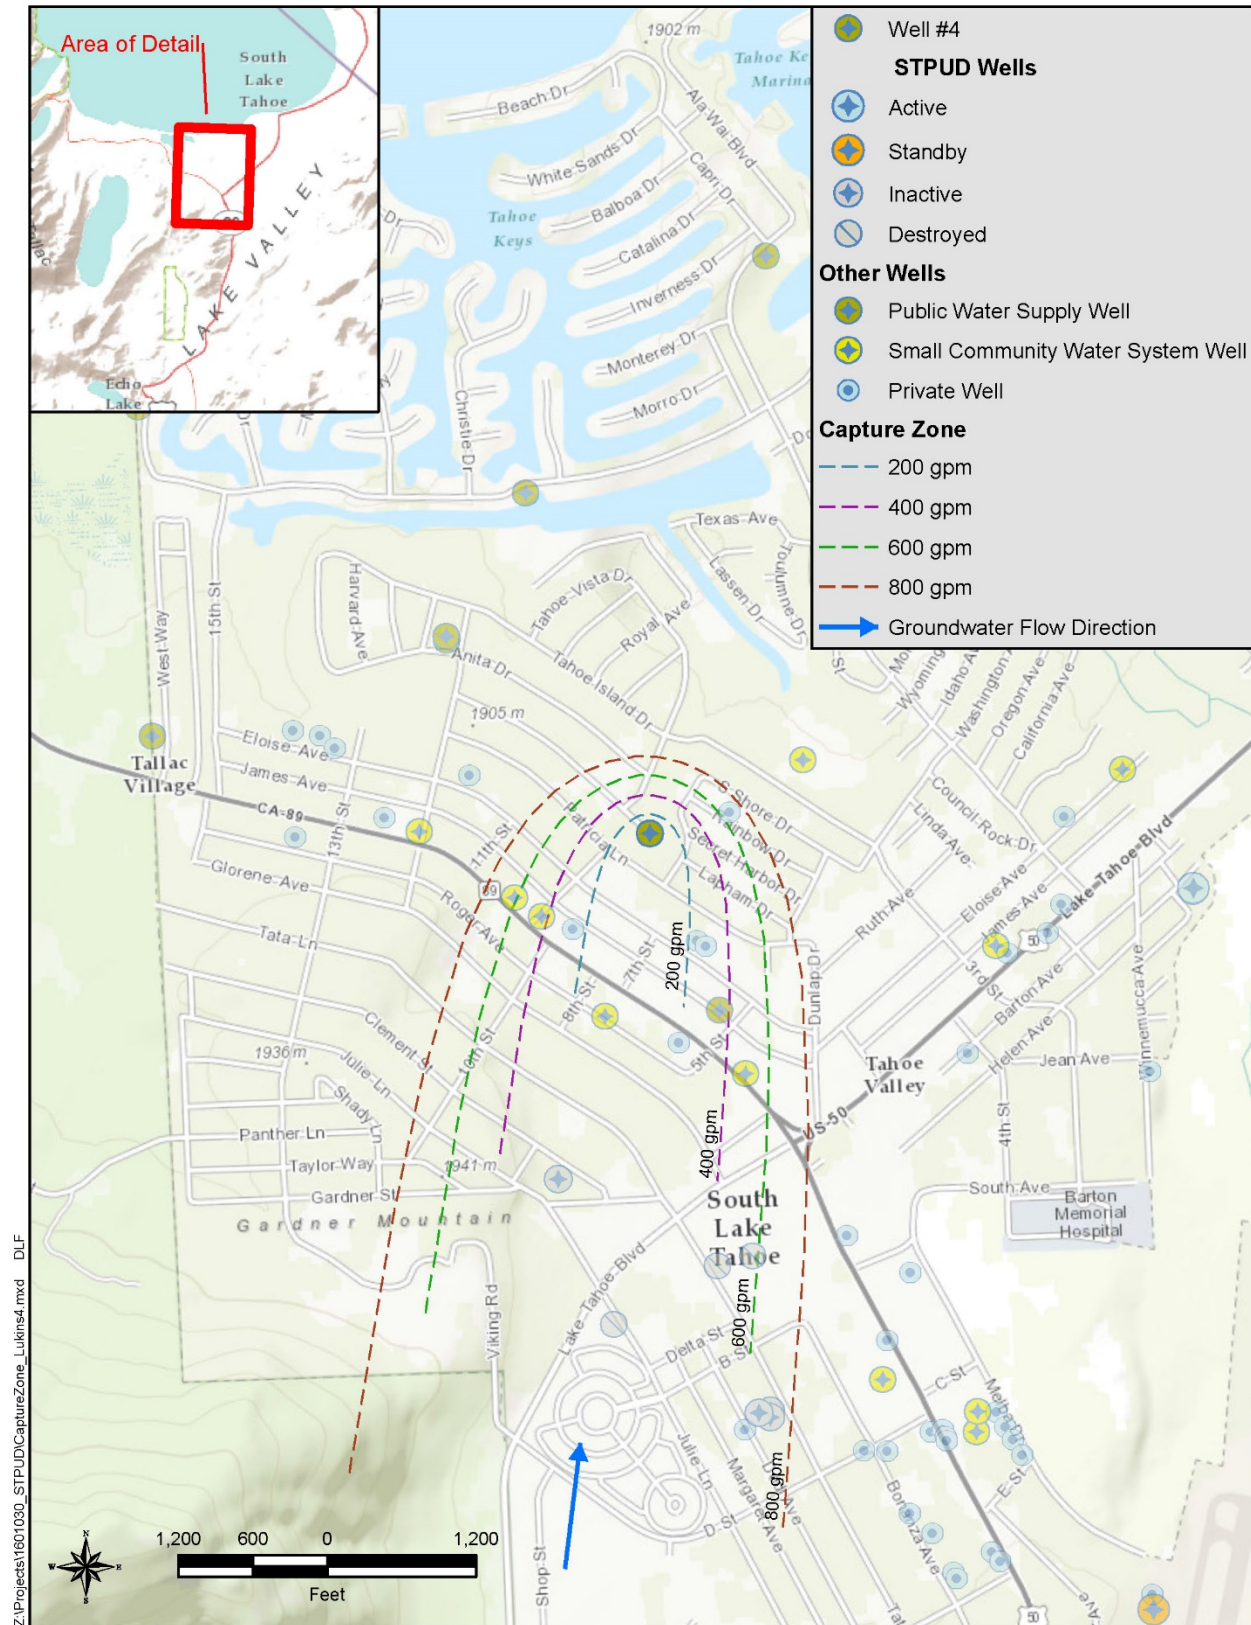 Area of Detail
South
Lake
Tahoe
LAKE VALLEY
Tallac
Echo
Lake
Well #4
STPUD Wells
Active
Standby
Inactive
Destroyed
Other Wells
Public Water Supply Well
Small Community Water System Well
Private Well
Capture Zone
200 gpm
400 gpm
600 gpm
800 gpm
Groundwater Flow Direction
1902 m
Beach Dr
Ala Wai Blvd
White Sands Dr
Capri Dr
Balboa Dr
Tahoe
Keys
Catalina Dr
Inverness Dr
Monterey Dr
Morro Dr
Christie Dr
Texas Ave
Lassen Dr
Toulumne Dr
15th St
West Way
Harvard Ave
Tahoe Vista Dr
Royal Ave
Anita Dr
Tahoe Island Dr
1905 m
Wyoming
Idaho Av
Washington
Oregon Ave
California Ave
Tallac
Village
Eloise Ave
James Ave
CA-89
13th St
11th St
Patricia Ln
S Shore Dr
Rainbow Dr
Secret Harbor Dr
Lapham Dr
Council Rock Dr
Linda Ave
Lake Tahoe Blvd
Glorene Ave
89
Roger Ave
Tata Ln
Ruth Ave
Eloise Ave
James Ave
50
7th St
8th St
200 gpm
Dunlap Dr
3rd St
Barton Ave
Winnemucca Ave
Helen Ave
Jean Ave
4th St
5th St
Tahoe
Valley
US-50
Clement St
10th St
1936 m
Julie Ln
Shady Ln
Panther Ln
Taylor Way
1941 m
Gardner St
Gardner Mountain
400 gpm
South
Lake
Tahoe
South Ave
Barton
Memorial
Hospital
Viking Rd
Lake Tahoe Blvd
600 gpm
Delta St
B St
C St
Melba Dr
E St
Julie Ln
Margaret Ave
D St
800 gpm
Bonanza Ave
Shop St
50
N
W
E
S
1,200 600 0 1,200
Feet
Z:\Projects\1601030_STPUD\CaptureZone_Lukins4.mxd DLF